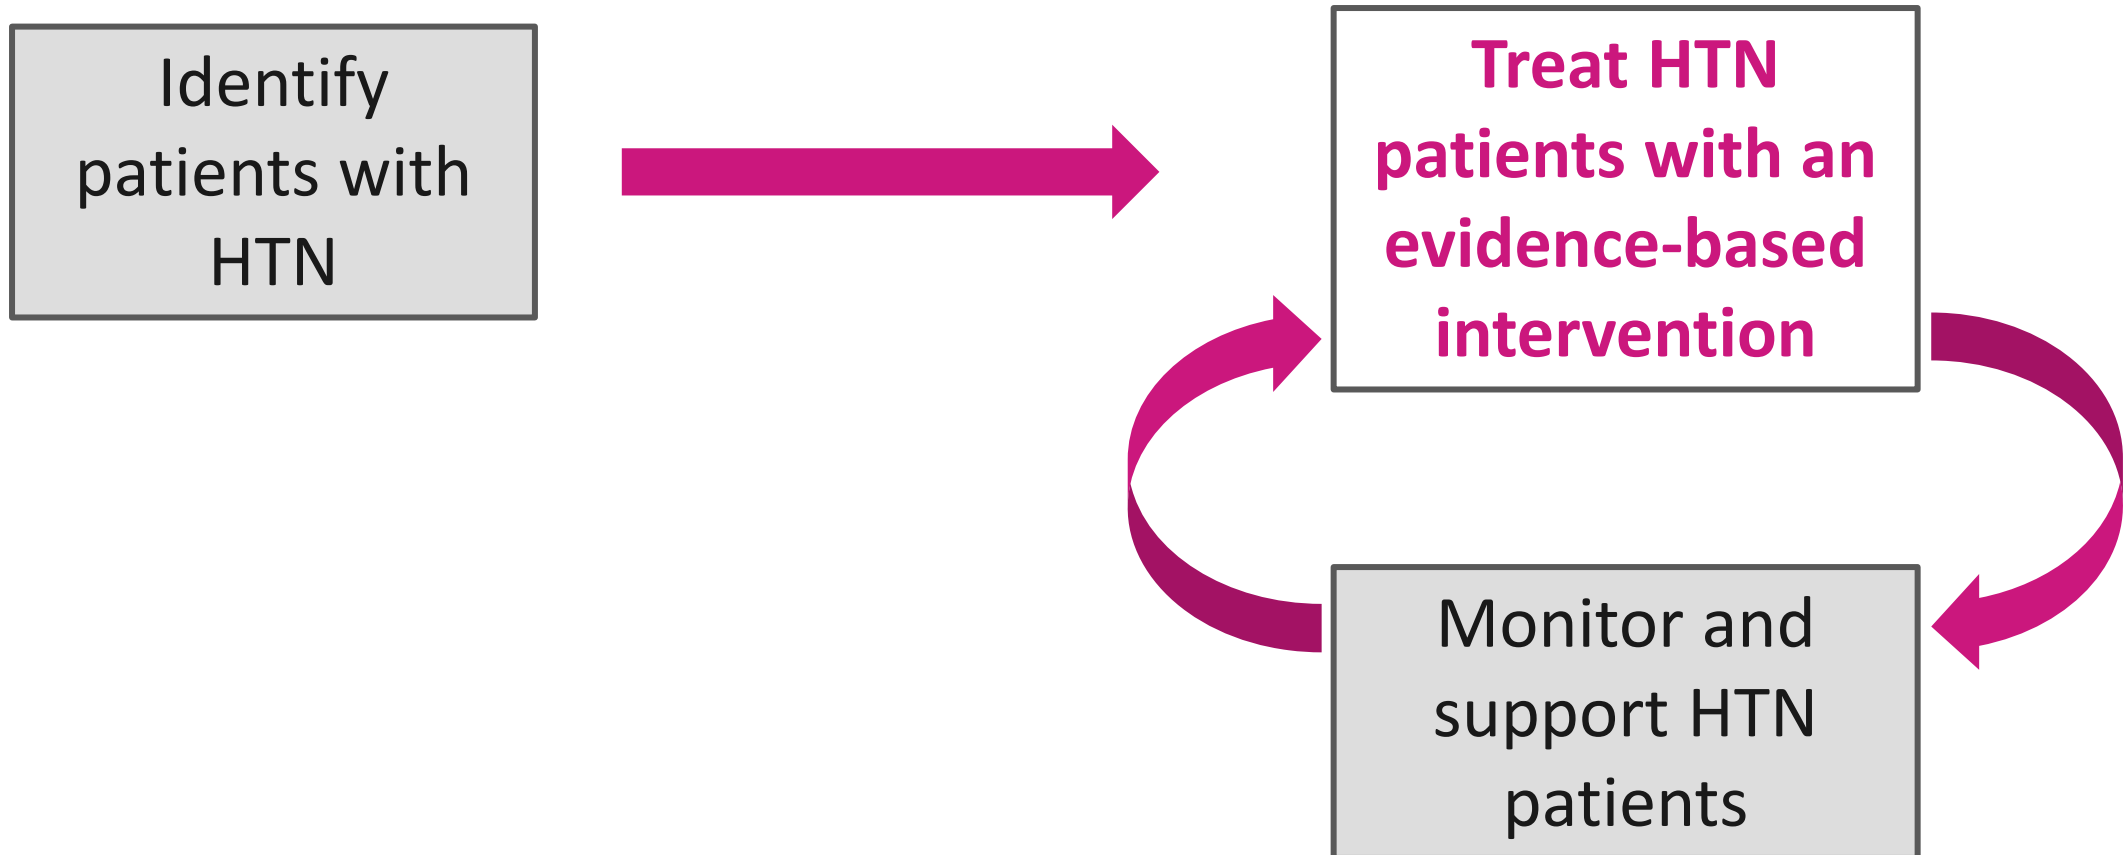 Identify
patients with
HTN
Treat HTN
patients with an
evidence-based
intervention
Monitor and
support HTN
patients